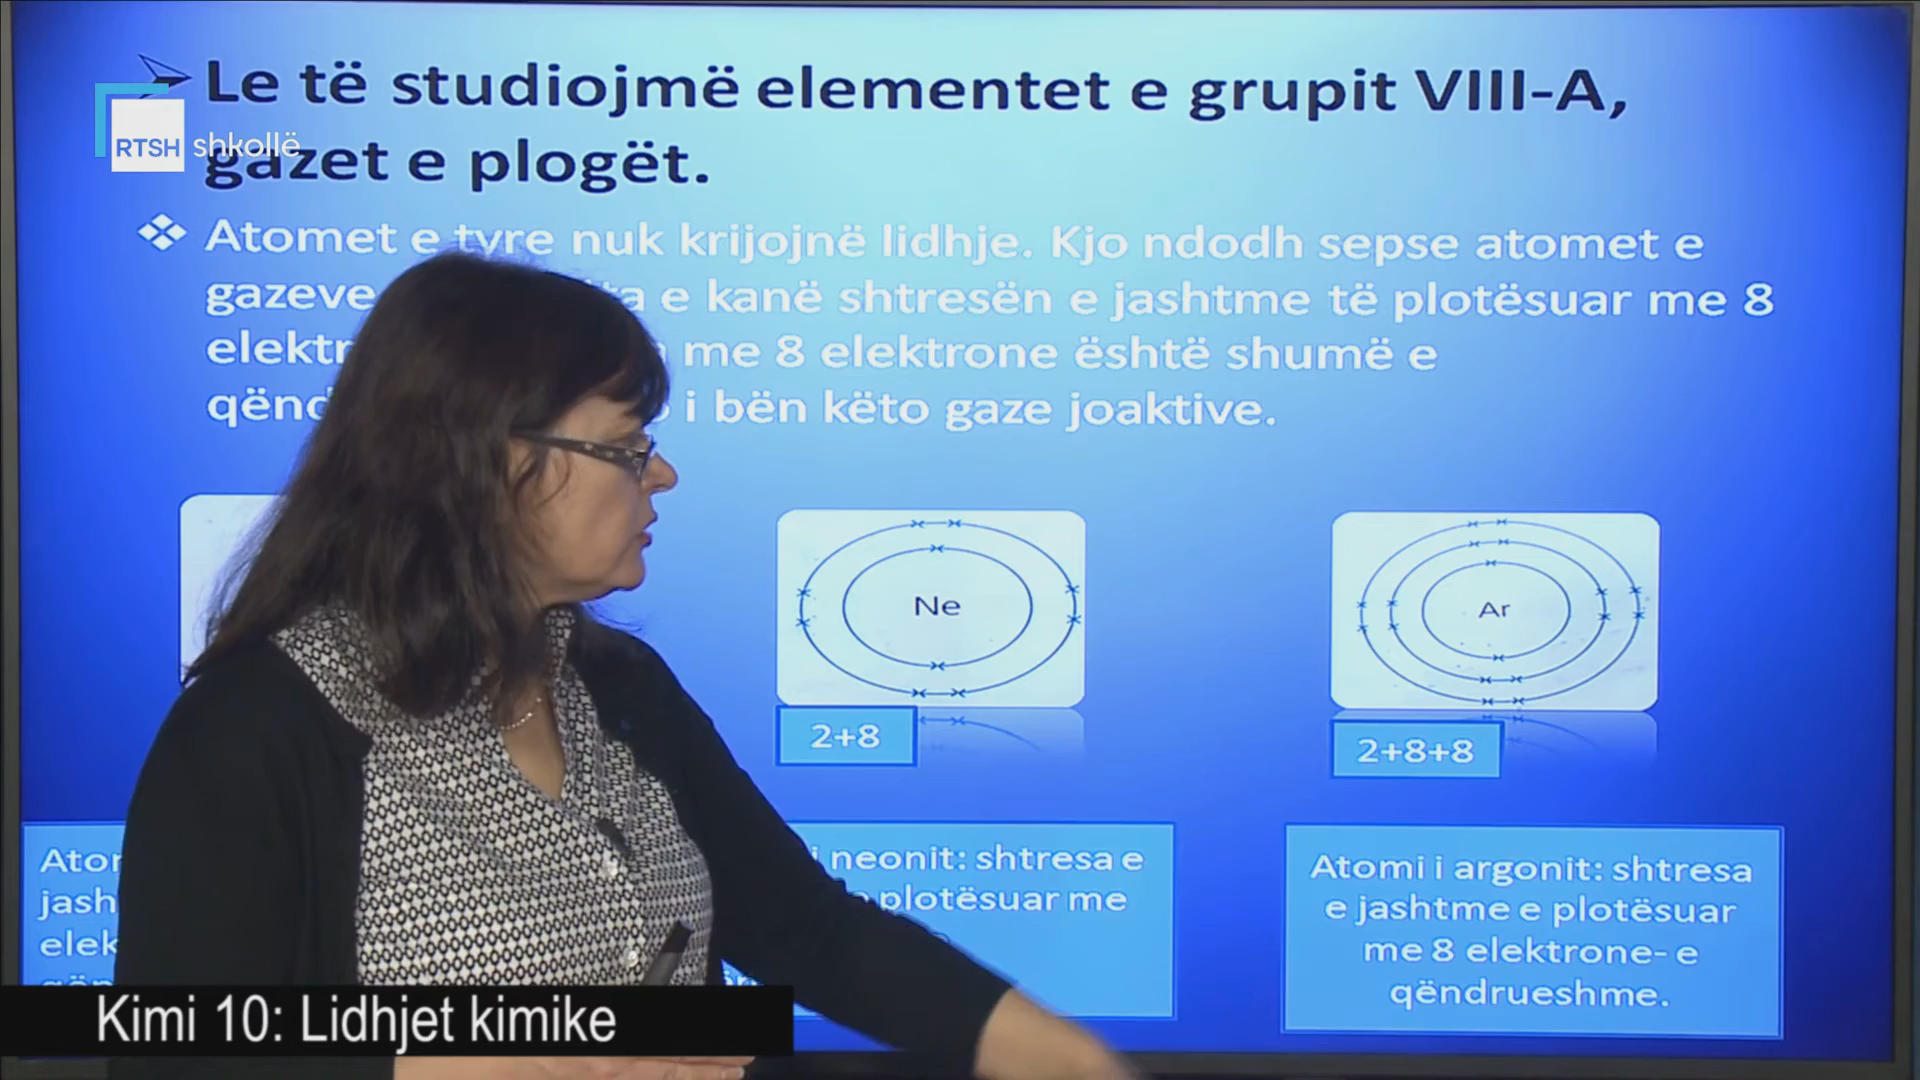 Le të studiojmë elementet e grupit VIII-A,
gazet e plogët.
RTSH shkollë
Atomet e tyre nuk krijojnë lidhje. Kjo ndodh sepse atomet e
gazeve e kanë shtresën e jashtme të plotësuar me 8
me 8 elektrone është shumë e
i bën këto gaze joaktive.
Ne
Ar
2+8
2+8+8
i neonit: shtresa e
plotësuar me
Atomi i argonit: shtresa
e jashtme e plotësuar
me 8 elektrone- e
qëndrueshme.
Kimi 10: Lidhjet kimike